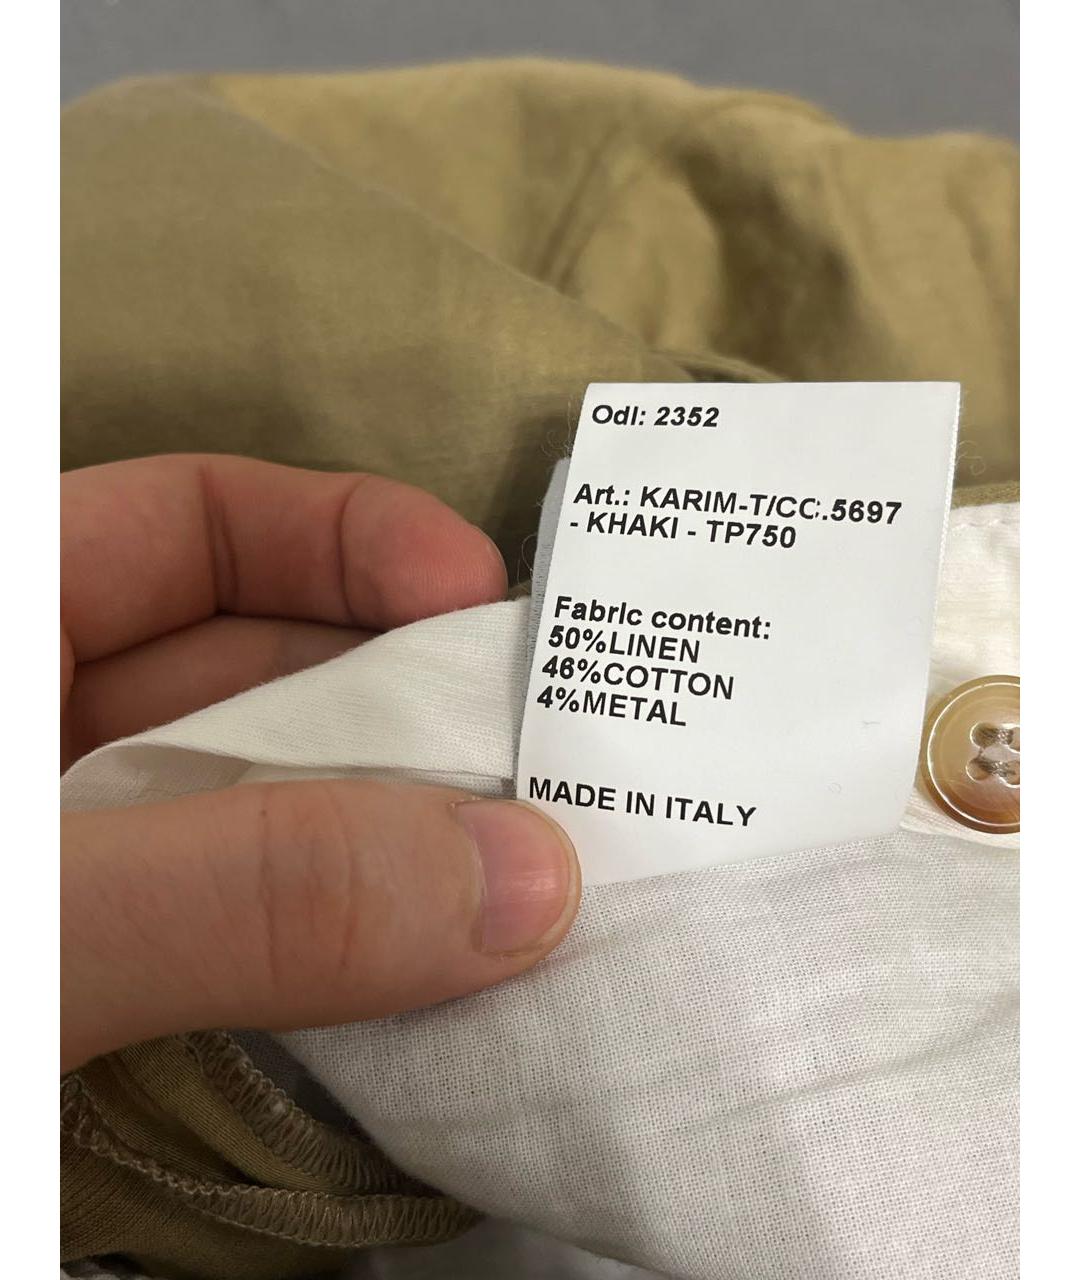 Odl: 2352
Art.: KARIM-T/CC.5697
- KHAKI - TP750
Fabric content:
50%LINEN
46%COTTON
4%METAL
MADE IN ITALY